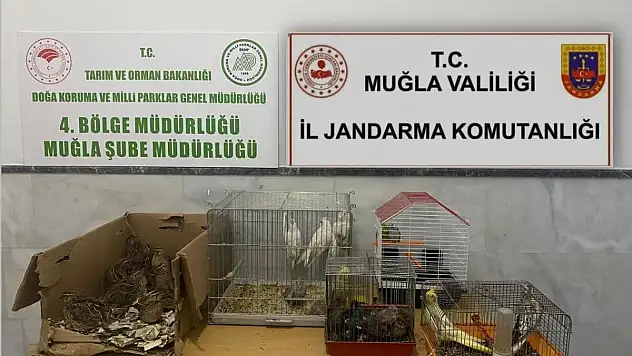 T.C.
TARIM VE ORMAN BAKANLIĞI
DOĞA KORUMA VE MİLLİ PARKLAR GENEL MÜDÜRLÜĞÜ
4. BÖLGE MÜDÜRLÜĞÜ
MUĞLA ŞUBE MÜDÜRLÜĞÜ
T.C.
MUĞLA VALİLİĞİ
İL JANDARMA KOMUTANLIĞI